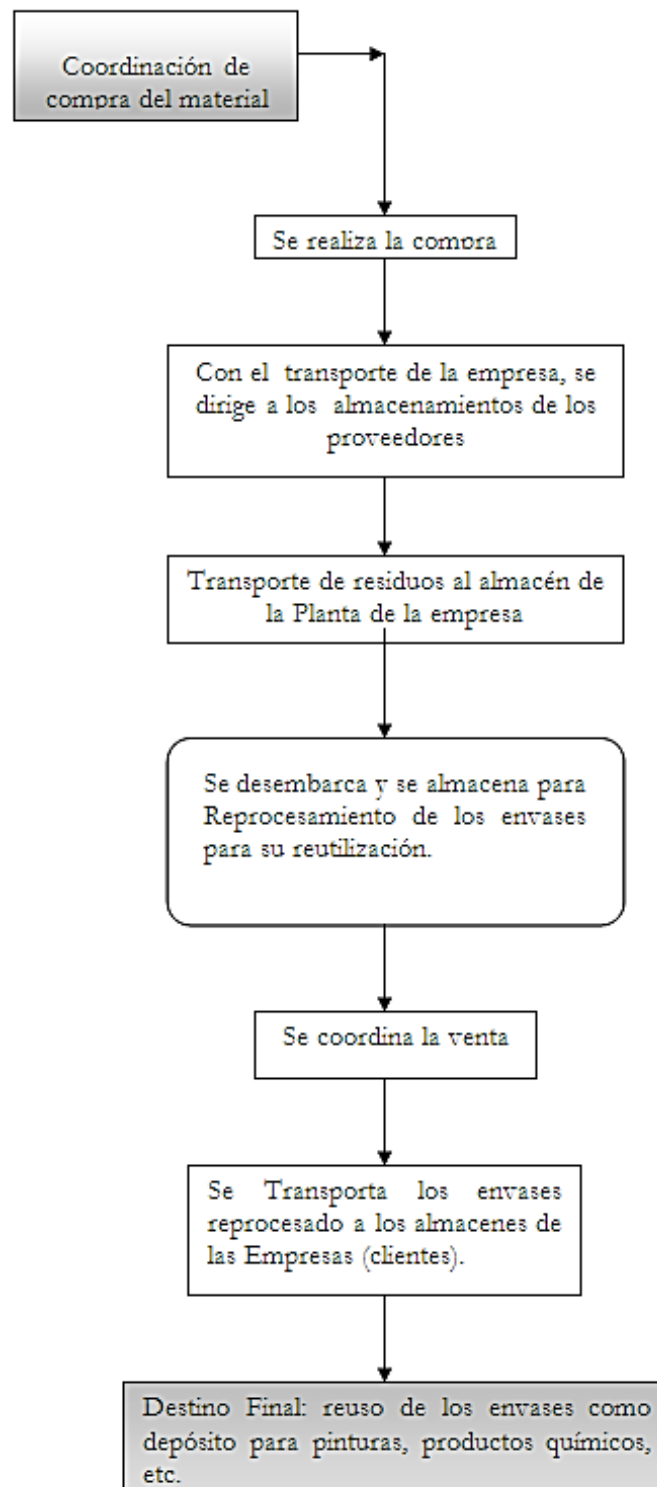 Coordinación de
compra del material
Se realiza la compra
Con el transporte de la empresa, se
dirige a los almacenamientos de los
proveedores
Transporte de residuos al almacén de
la Planta de la empresa
Se desembarca y se almacena para
Reprocesamiento de los envases
para su reutilización.
Se coordina la venta
Se Transporta los envases
reprocesado a los almacenes de
las Empresas (clientes).
Destino Final: reuso de los envases como
depósito para pinturas, productos químicos,
etc.